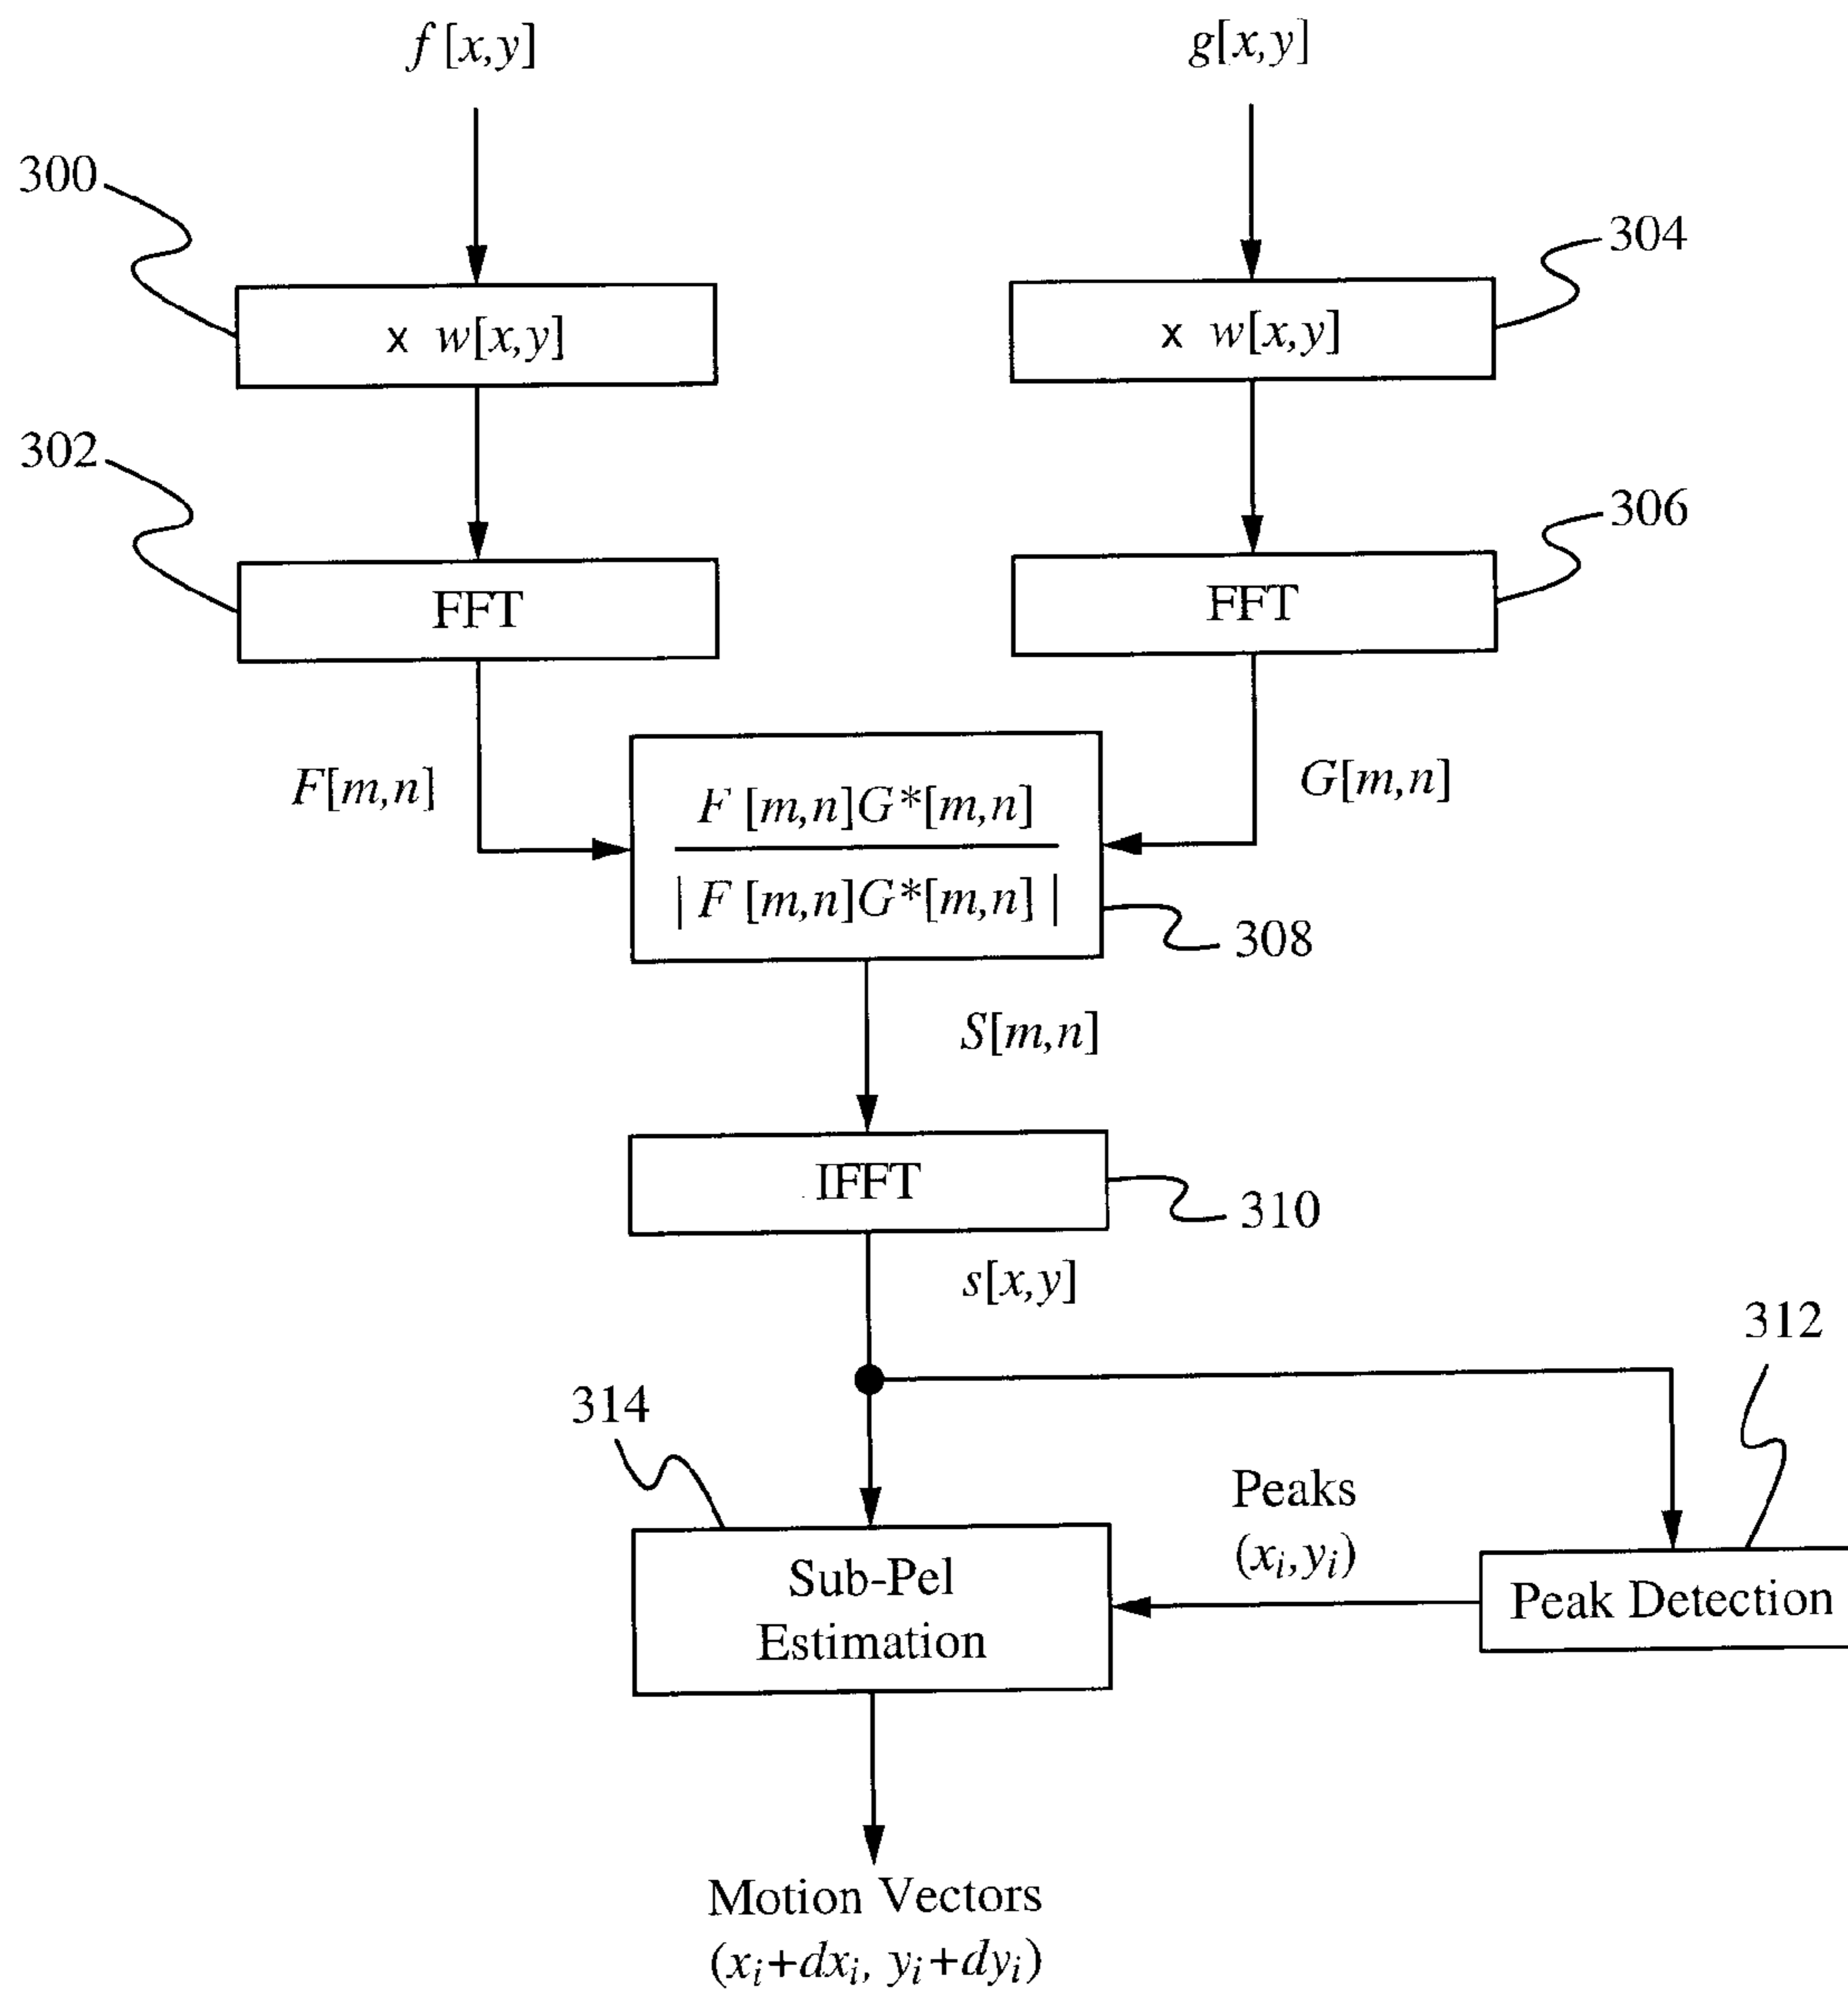 f [x,y]
g[x,y]
300
304
x w[x,y]
x w[x,y]
302
306
FFT
FFT
F[m,n]
G[m,n]
F [m,n]G*[m,n]
| F [m,n]G*[m,n] |
308
S[m,n]
IFFT
310
s[x,y]
312
314
Peaks
(xi,yi)
Sub-Pel
Estimation
Peak Detection
Motion Vectors
(xi+dxi, yi+dyi)